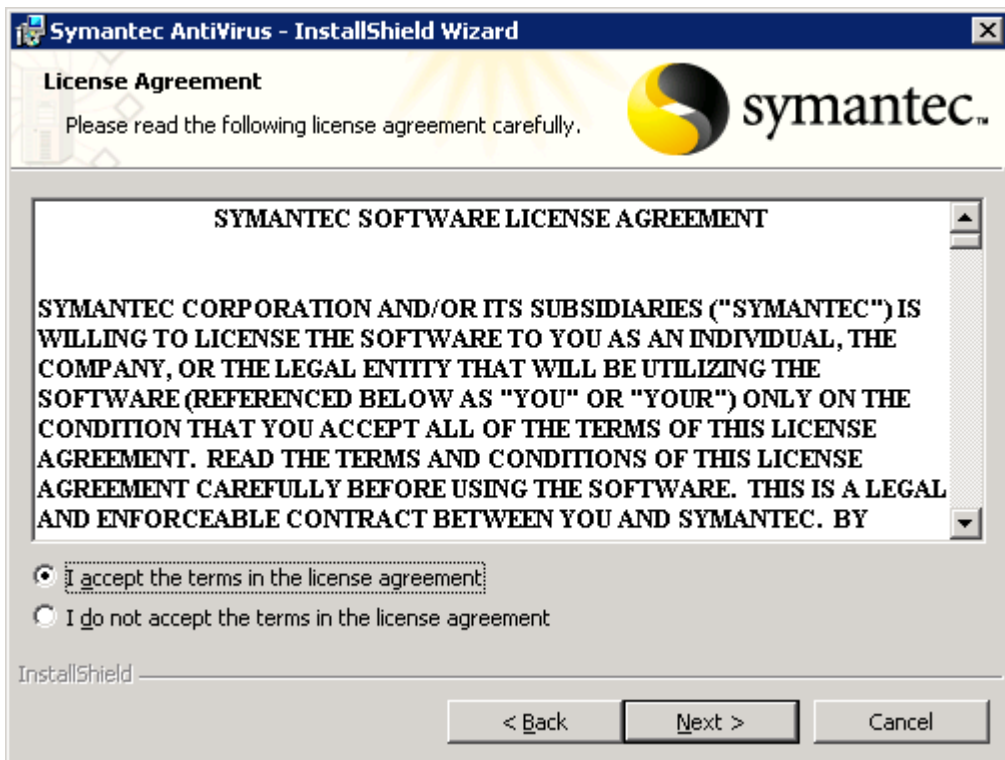 Symantec AntiVirus - InstallShield Wizard
License Agreement
Please read the following license agreement carefully.
symantec™
SYMANTEC SOFTWARE LICENSE AGREEMENT
SYMANTEC CORPORATION AND/OR ITS SUBSIDIARIES ("SYMANTEC") IS
WILLING TO LICENSE THE SOFTWARE TO YOU AS AN INDIVIDUAL, THE
COMPANY, OR THE LEGAL ENTITY THAT WILL BE UTILIZING THE
SOFTWARE (REFERENCED BELOW AS "YOU" OR "YOUR") ONLY ON THE
CONDITION THAT YOU ACCEPT ALL OF THE TERMS OF THIS LICENSE
AGREEMENT.  READ THE TERMS AND CONDITIONS OF THIS LICENSE
AGREEMENT CAREFULLY BEFORE USING THE SOFTWARE.  THIS IS A LEGAL
AND ENFORCEABLE CONTRACT BETWEEN YOU AND SYMANTEC.  BY
I accept the terms in the license agreement
I do not accept the terms in the license agreement
InstallShield
< Back
Next >
Cancel